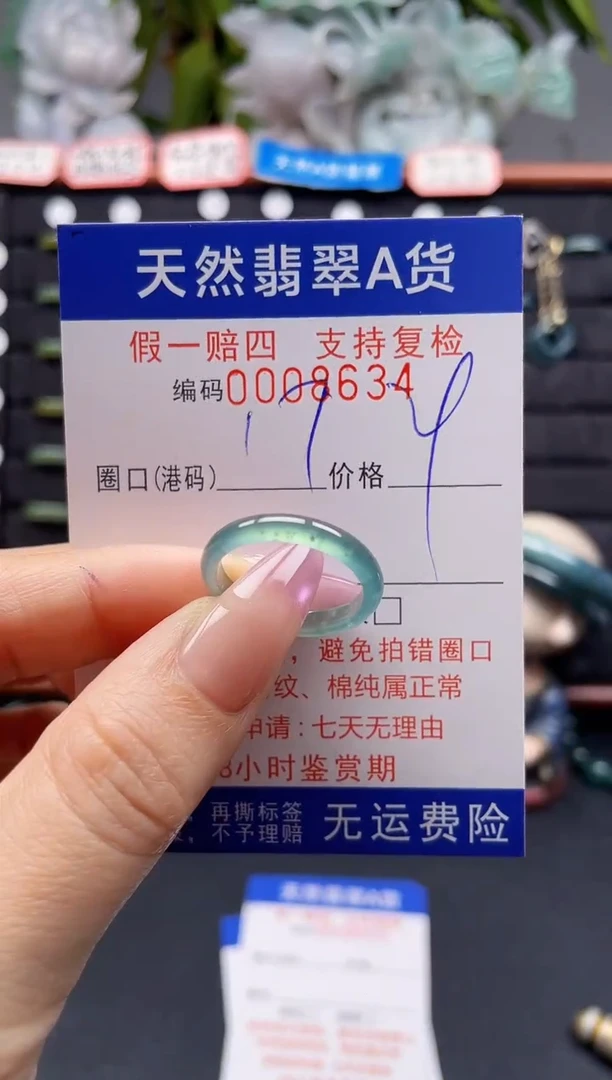 天然翡翠A货
假一赔四 支持复检
编码0008634
17 9
圈口(港码) 价格
口
，避免拍错圈口
纹、棉纯属正常
申请：七天无理由
8小时鉴赏期
再撕标签
，不予理赔
无运费险